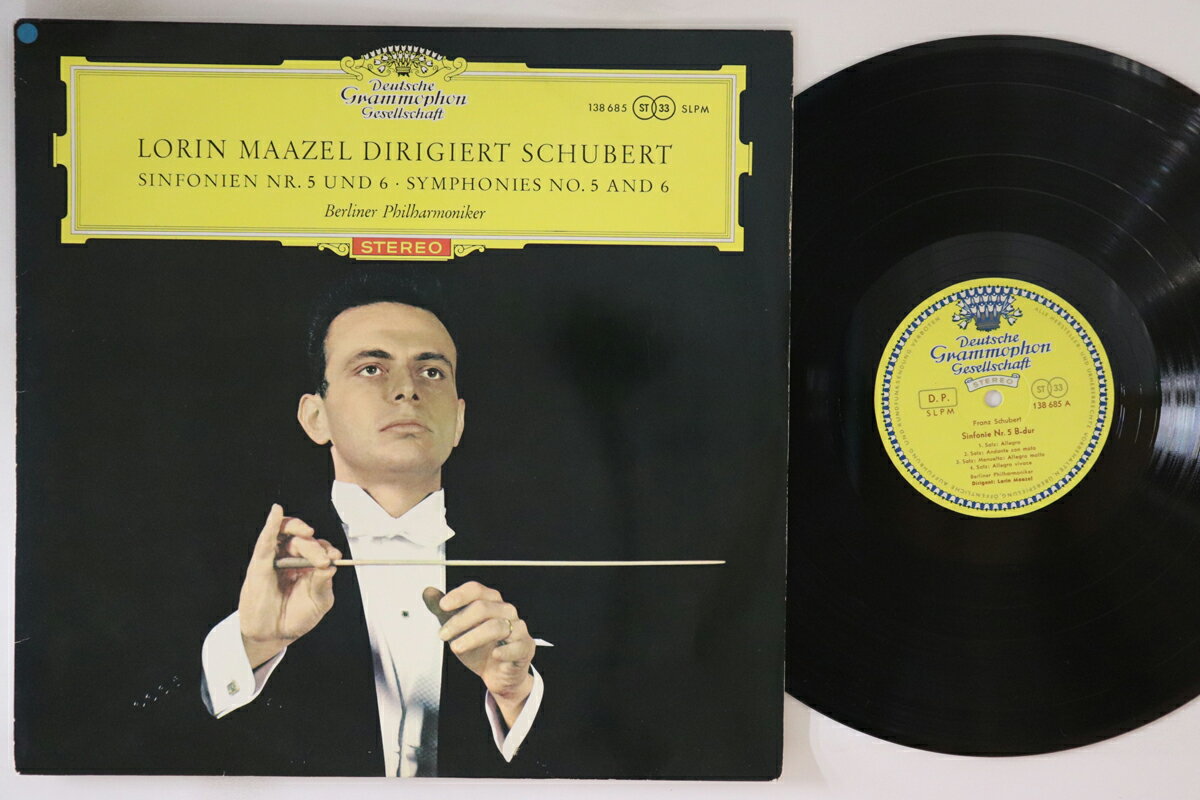 Deutsche
Grammophon
Gesellschaft
138 685 ST 33 SLPM
LORIN MAAZEL DIRIGIERT SCHUBERT
SINFONIEN NR. 5 UND 6 · SYMPHONIES NO. 5 AND 6
Berliner Philharmoniker
STEREO
Deutsche
Grammophon
Gesellschaft
STEREO
D.P.
SLPM
ST 33
138 685 A
Franz Schubert
Sinfonie Nr. 5 B-dur
1. Satz: Allegro
2. Satz: Andante con moto
3. Satz: Menuetto: Allegro molto
4. Satz: Allegro vivace
Berliner Philharmoniker
Dirigent: Lorin Maazel